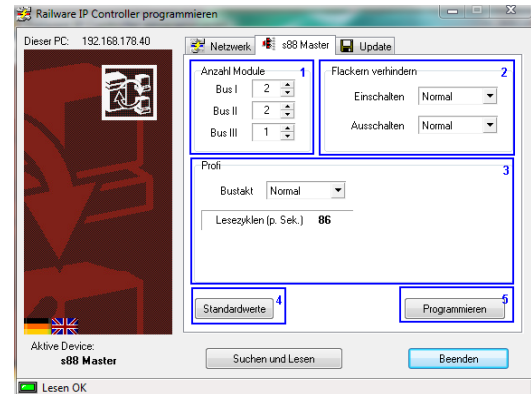 Railware IP Controller programmieren
Dieser PC: 192.168.178.40
Netzwerk s88 Master Update
Anzahl Module 1
Bus I 2
Bus II 2
Bus III 1
Flackern verhindern 2
Einschalten Normal
Ausschalten Normal
Profi 3
Bustakt Normal
Lesezyklen (p. Sek.) 86
Standardwerte 4
Programmieren 5
Aktive Device:
s88 Master
Suchen und Lesen
Beenden
Lesen OK